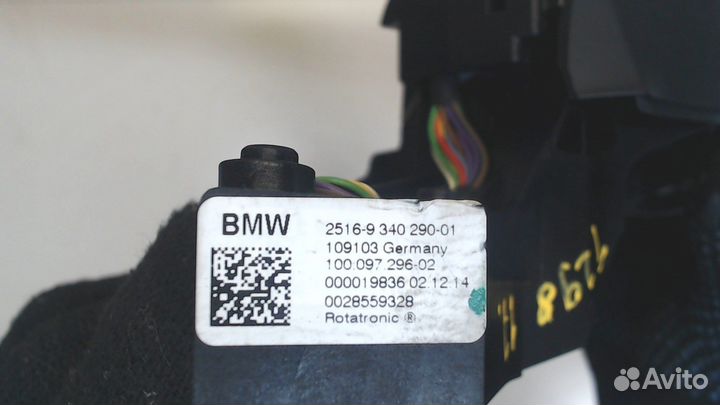 BMW
2516-9 340 290-01
109103 Germany
100.097 296-02
000019836 02.12.14
0028559328
Rotatronic ®
7298
Avito